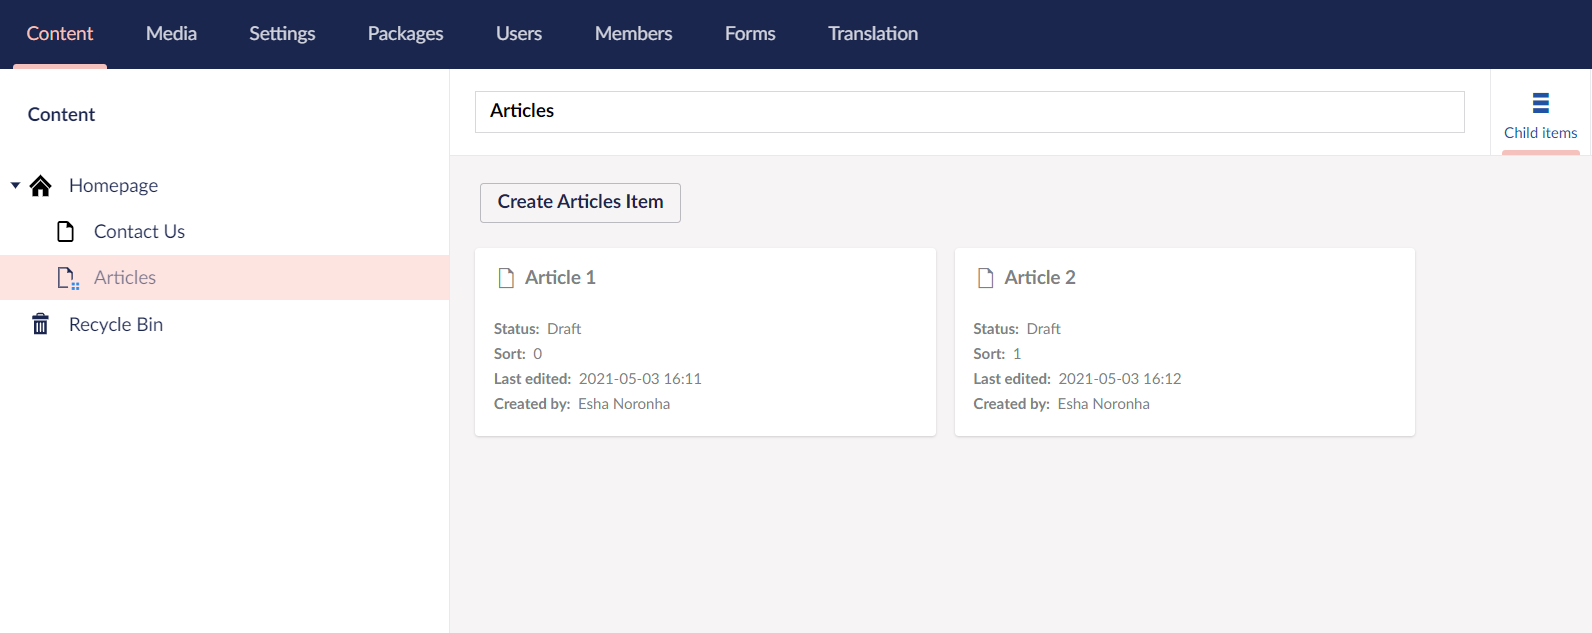 Content Media Settings Packages Users Members Forms Translation
Content
Homepage
Contact Us
Articles
Recycle Bin
Articles
Child items
Create Articles Item
Article 1
Status: Draft
Sort: 0
Last edited: 2021-05-03 16:11
Created by: Esha Noronha
Article 2
Status: Draft
Sort: 1
Last edited: 2021-05-03 16:12
Created by: Esha Noronha